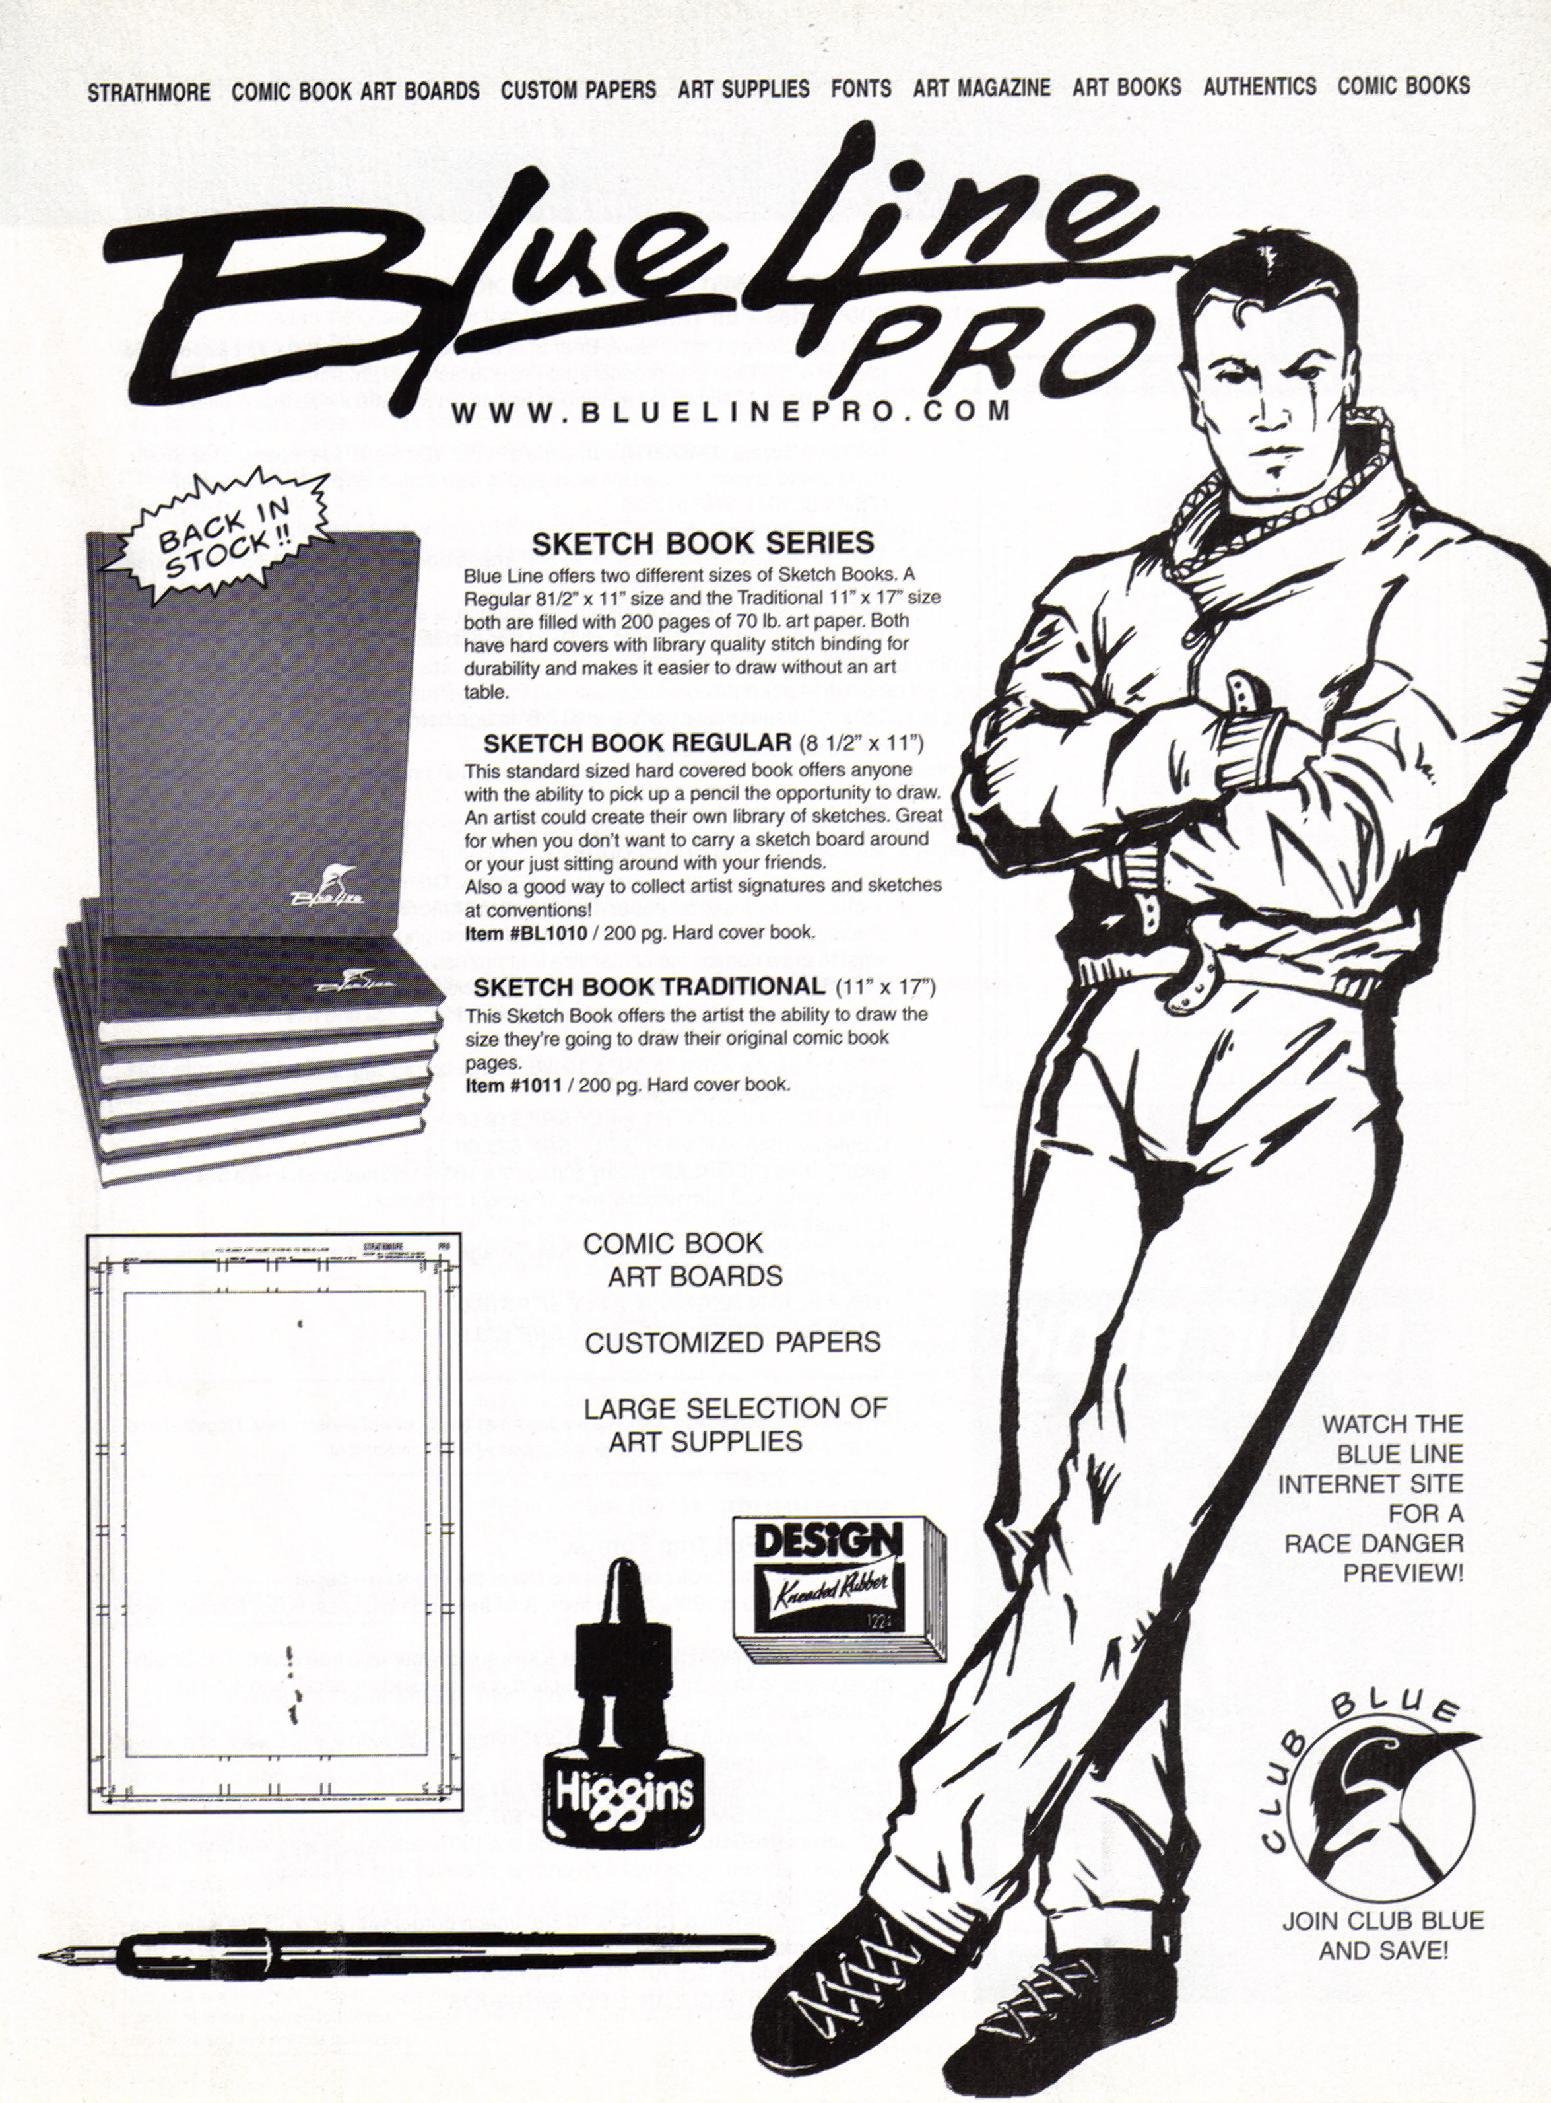 STRATHMORE COMIC BOOK ART BOARDS CUSTOM PAPERS ART SUPPLIES FONTS ART MAGAZINE ART BOOKS AUTHENTICS COMIC BOOKS
Blue Line
PRO
WWW.BLUELINEPRO.COM
BACK IN
STOCK!!
Blue Line
Blue Line
SKETCH BOOK SERIES
Blue Line offers two different sizes of Sketch Books. A
Regular 81/2" x 11" size and the Traditional 11" x 17" size
both are filled with 200 pages of 70 lb. art paper. Both
have hard covers with library quality stitch binding for
durability and makes it easier to draw without an art
table.
SKETCH BOOK REGULAR (8 1/2" x 11")
This standard sized hard covered book offers anyone
with the ability to pick up a pencil the opportunity to draw.
An artist could create their own library of sketches. Great
for when you don't want to carry a sketch board around
or your just sitting around with your friends.
Also a good way to collect artist signatures and sketches
at conventions!
Item #BL1010 / 200 pg. Hard cover book.
SKETCH BOOK TRADITIONAL (11" x 17")
This Sketch Book offers the artist the ability to draw the
size they're going to draw their original comic book
pages.
Item #1011 / 200 pg. Hard cover book.
STRATHMORE
PRO
COMIC BOOK
ART BOARDS
CUSTOMIZED PAPERS
LARGE SELECTION OF
ART SUPPLIES
DESiGN
Kneaded Rubber
1224
Higgins
WATCH THE
BLUE LINE
INTERNET SITE
FOR A
RACE DANGER
PREVIEW!
CLUB BLUE
JOIN CLUB BLUE
AND SAVE!